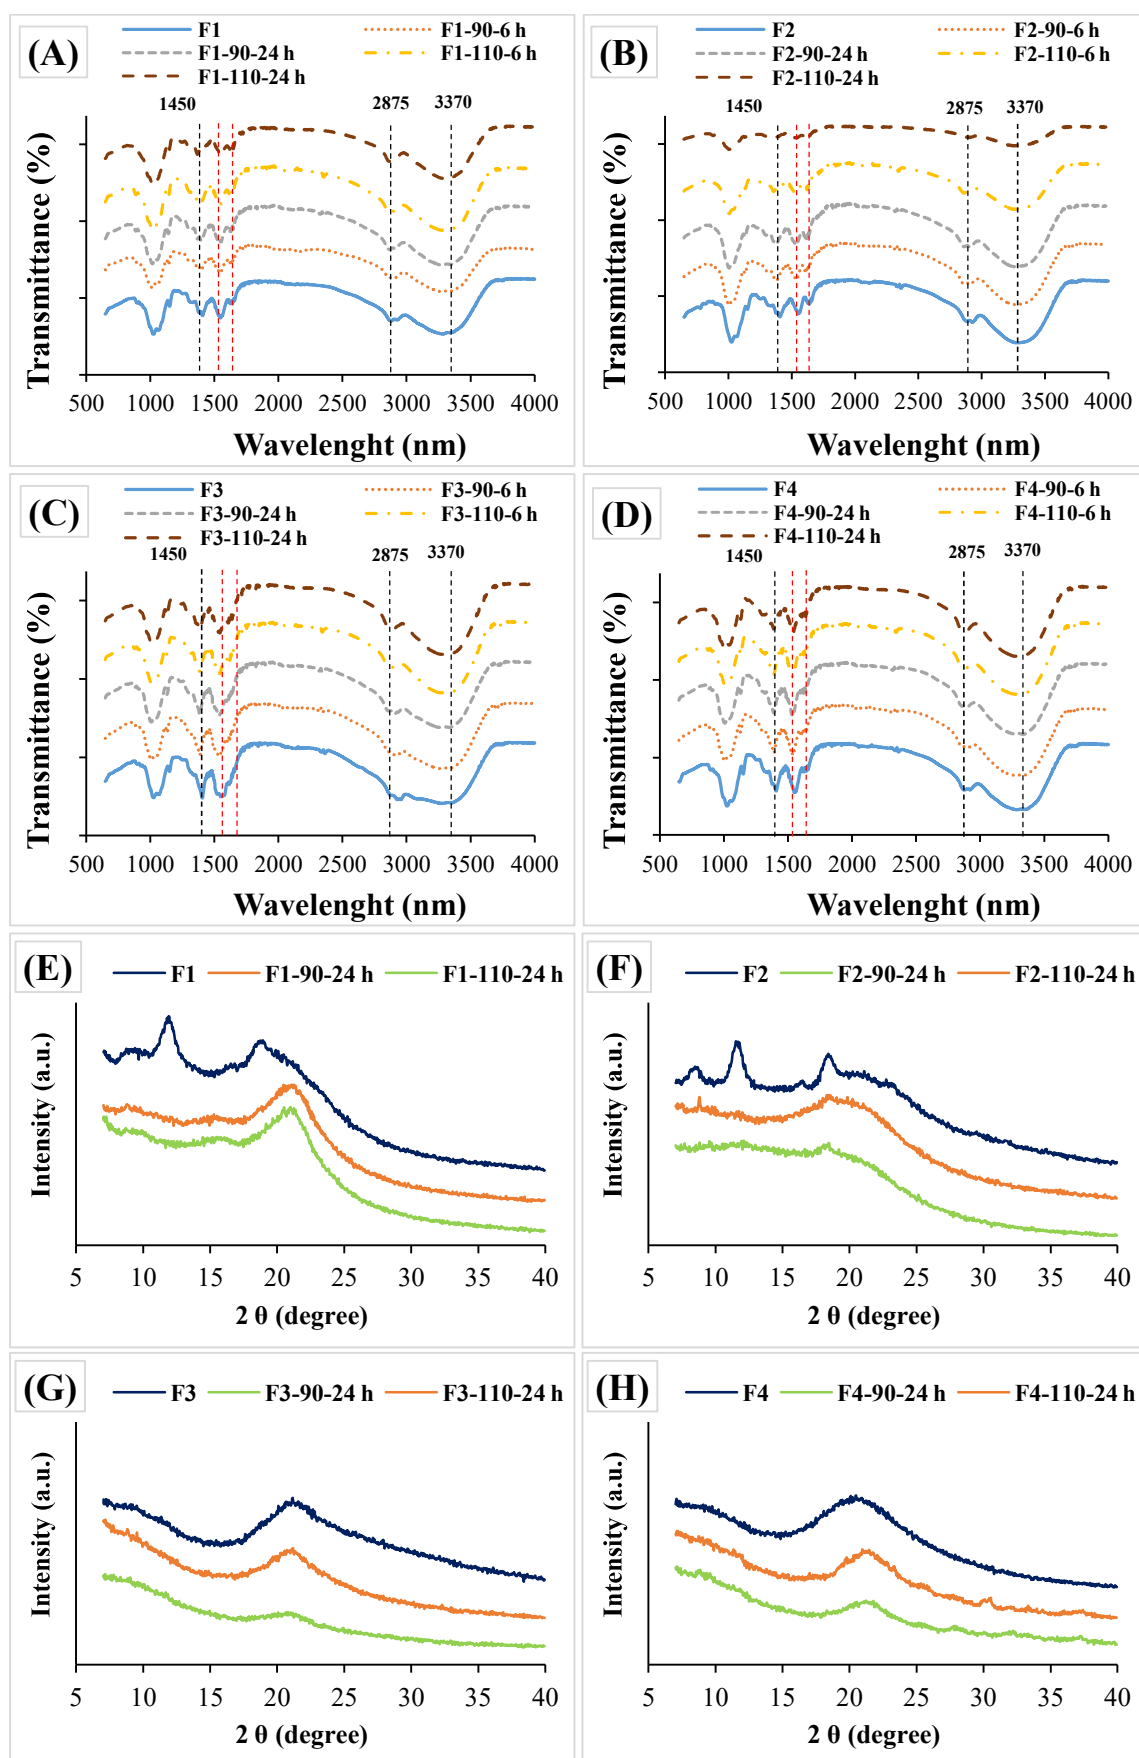 (A)
F1
F1-90-6 h
F1-90-24 h
F1-110-6 h
F1-110-24 h
1450
2875
3370
Transmittance (%)
500 1000 1500 2000 2500 3000 3500 4000
Wavelenght (nm)
(B)
F2
F2-90-6 h
F2-90-24 h
F2-110-6 h
F2-110-24 h
1450
2875
3370
Transmittance (%)
500 1000 1500 2000 2500 3000 3500 4000
Wavelenght (nm)
(C)
F3
F3-90-6 h
F3-90-24 h
F3-110-6 h
F3-110-24 h
1450
2875
3370
Transmittance (%)
500 1000 1500 2000 2500 3000 3500 4000
Wavelenght (nm)
(D)
F4
F4-90-6 h
F4-90-24 h
F4-110-6 h
F4-110-24 h
1450
2875
3370
Transmittance (%)
500 1000 1500 2000 2500 3000 3500 4000
Wavelenght (nm)
(E)
F1 F1-90-24 h F1-110-24 h
Intensity (a.u.)
5 10 15 20 25 30 35 40
2 θ (degree)
(F)
F2 F2-90-24 h F2-110-24 h
Intensity (a.u.)
5 10 15 20 25 30 35 40
2 θ (degree)
(G)
F3 F3-90-24 h F3-110-24 h
Intensity (a.u.)
5 10 15 20 25 30 35 40
2 θ (degree)
(H)
F4 F4-90-24 h F4-110-24 h
Intensity (a.u.)
5 10 15 20 25 30 35 40
2 θ (degree)